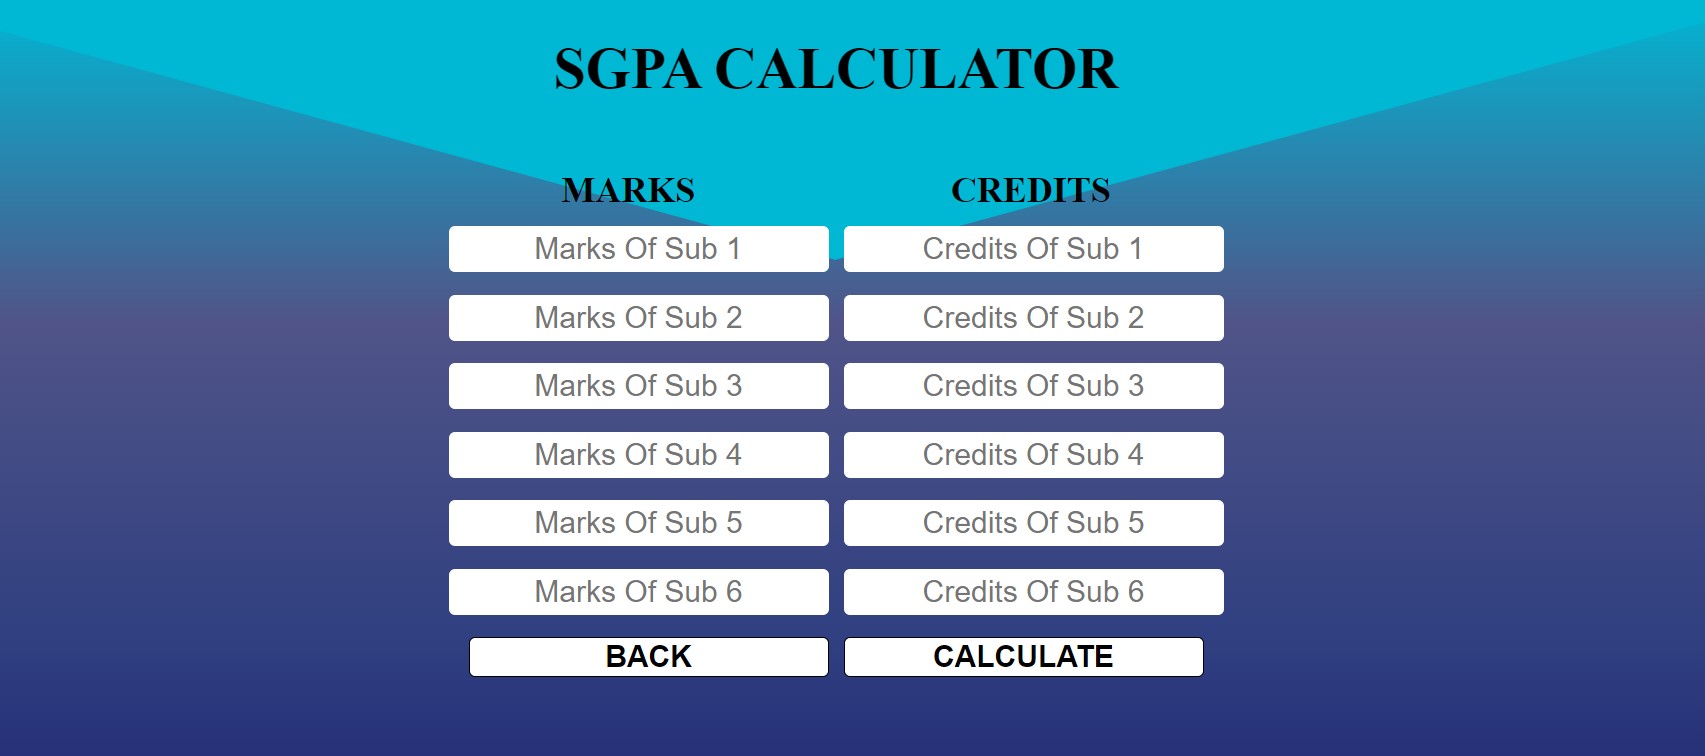 SGPA CALCULATOR
MARKS CREDITS
Marks Of Sub 1 Credits Of Sub 1
Marks Of Sub 2 Credits Of Sub 2
Marks Of Sub 3 Credits Of Sub 3
Marks Of Sub 4 Credits Of Sub 4
Marks Of Sub 5 Credits Of Sub 5
Marks Of Sub 6 Credits Of Sub 6
BACK CALCULATE